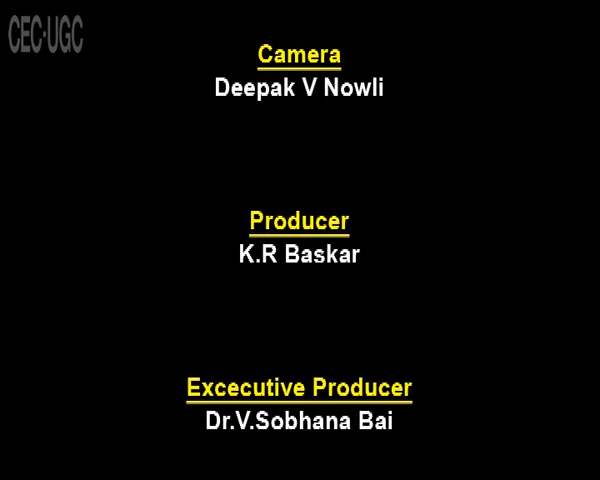 CEC-UGC
Camera
Deepak V Nowli
Producer
K.R Baskar
Excecutive Producer
Dr.V.Sobhana Bai